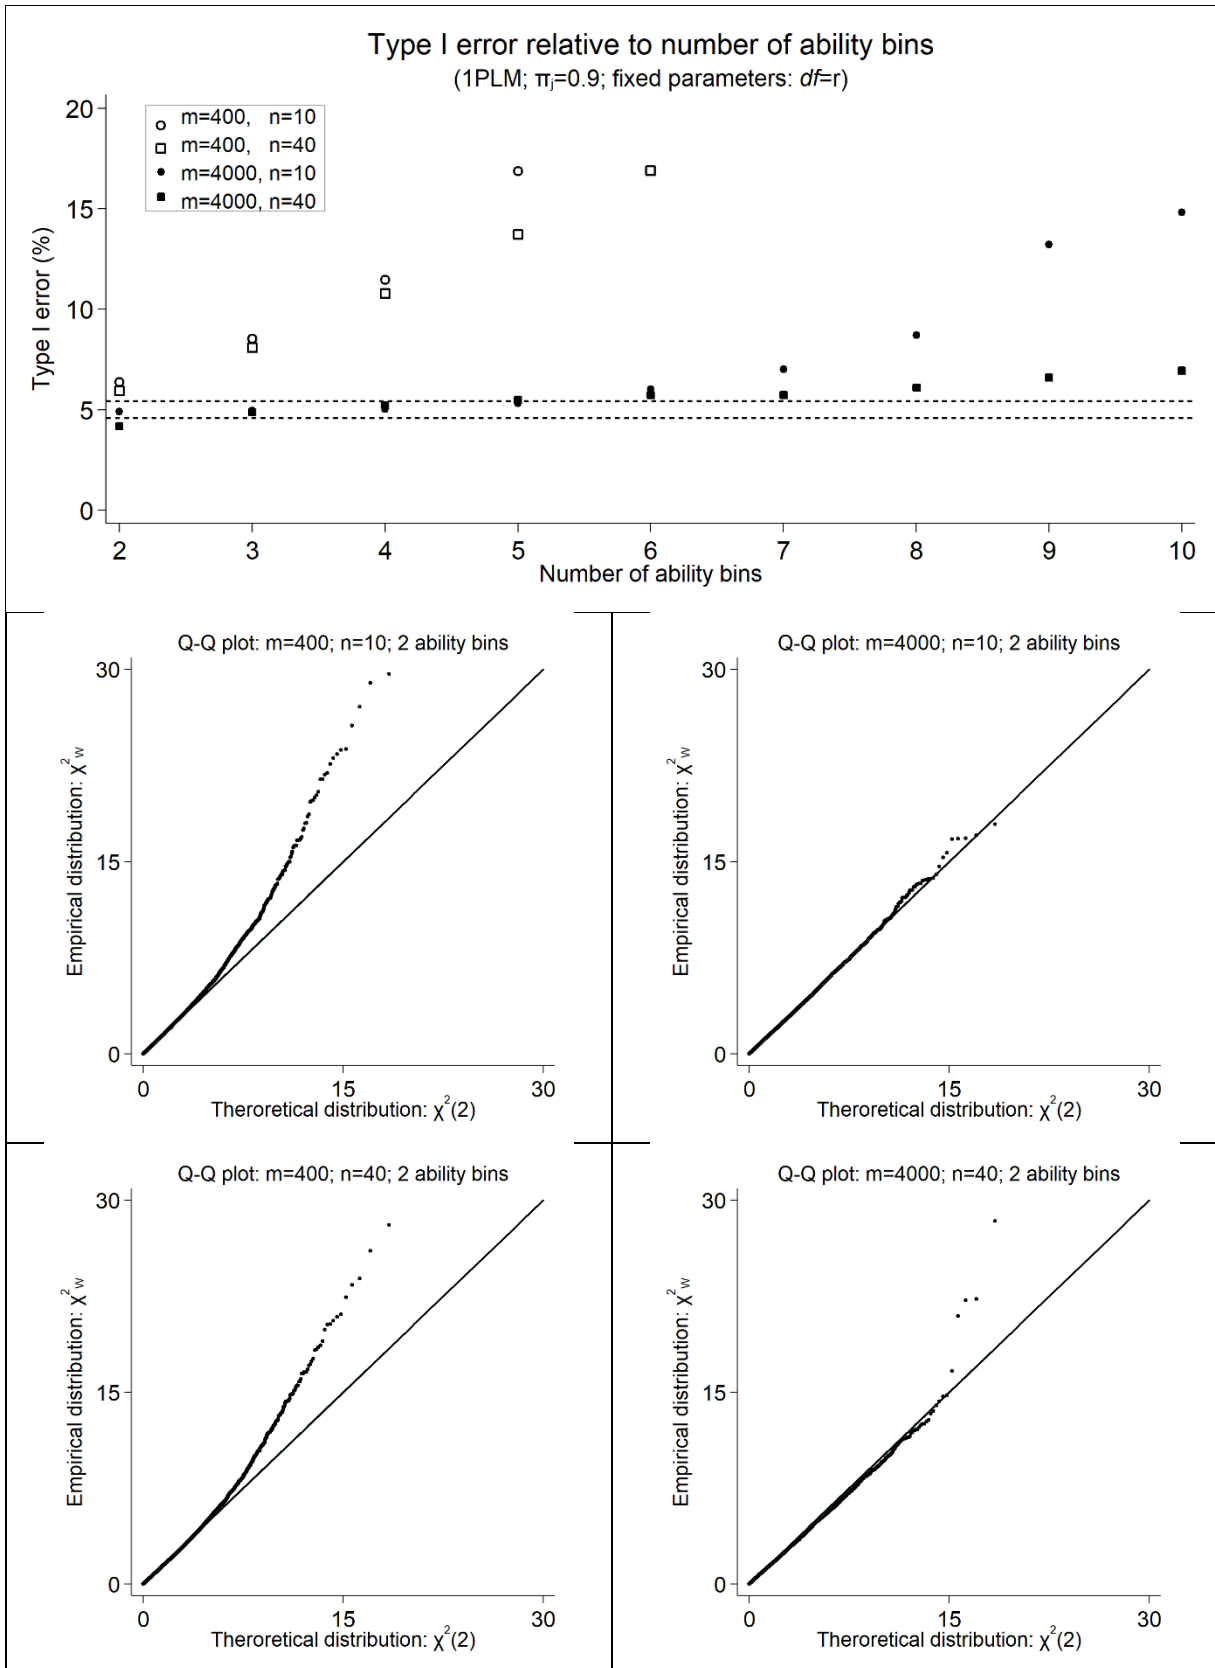 Type I error relative to number of ability bins
(1PLM; πj=0.9; fixed parameters: df=r)
Type I error (%)
20
15
10
5
0
m=400, n=10
m=400, n=40
m=4000, n=10
m=4000, n=40
2 3 4 5 6 7 8 9 10
Number of ability bins
Q-Q plot: m=400; n=10; 2 ability bins
Empirical distribution: χ²w
30
15
0
0 15 30
Theroretical distribution: χ²(2)
Q-Q plot: m=4000; n=10; 2 ability bins
Empirical distribution: χ²w
30
15
0
0 15 30
Theroretical distribution: χ²(2)
Q-Q plot: m=400; n=40; 2 ability bins
Empirical distribution: χ²w
30
15
0
0 15 30
Theroretical distribution: χ²(2)
Q-Q plot: m=4000; n=40; 2 ability bins
Empirical distribution: χ²w
30
15
0
0 15 30
Theroretical distribution: χ²(2)